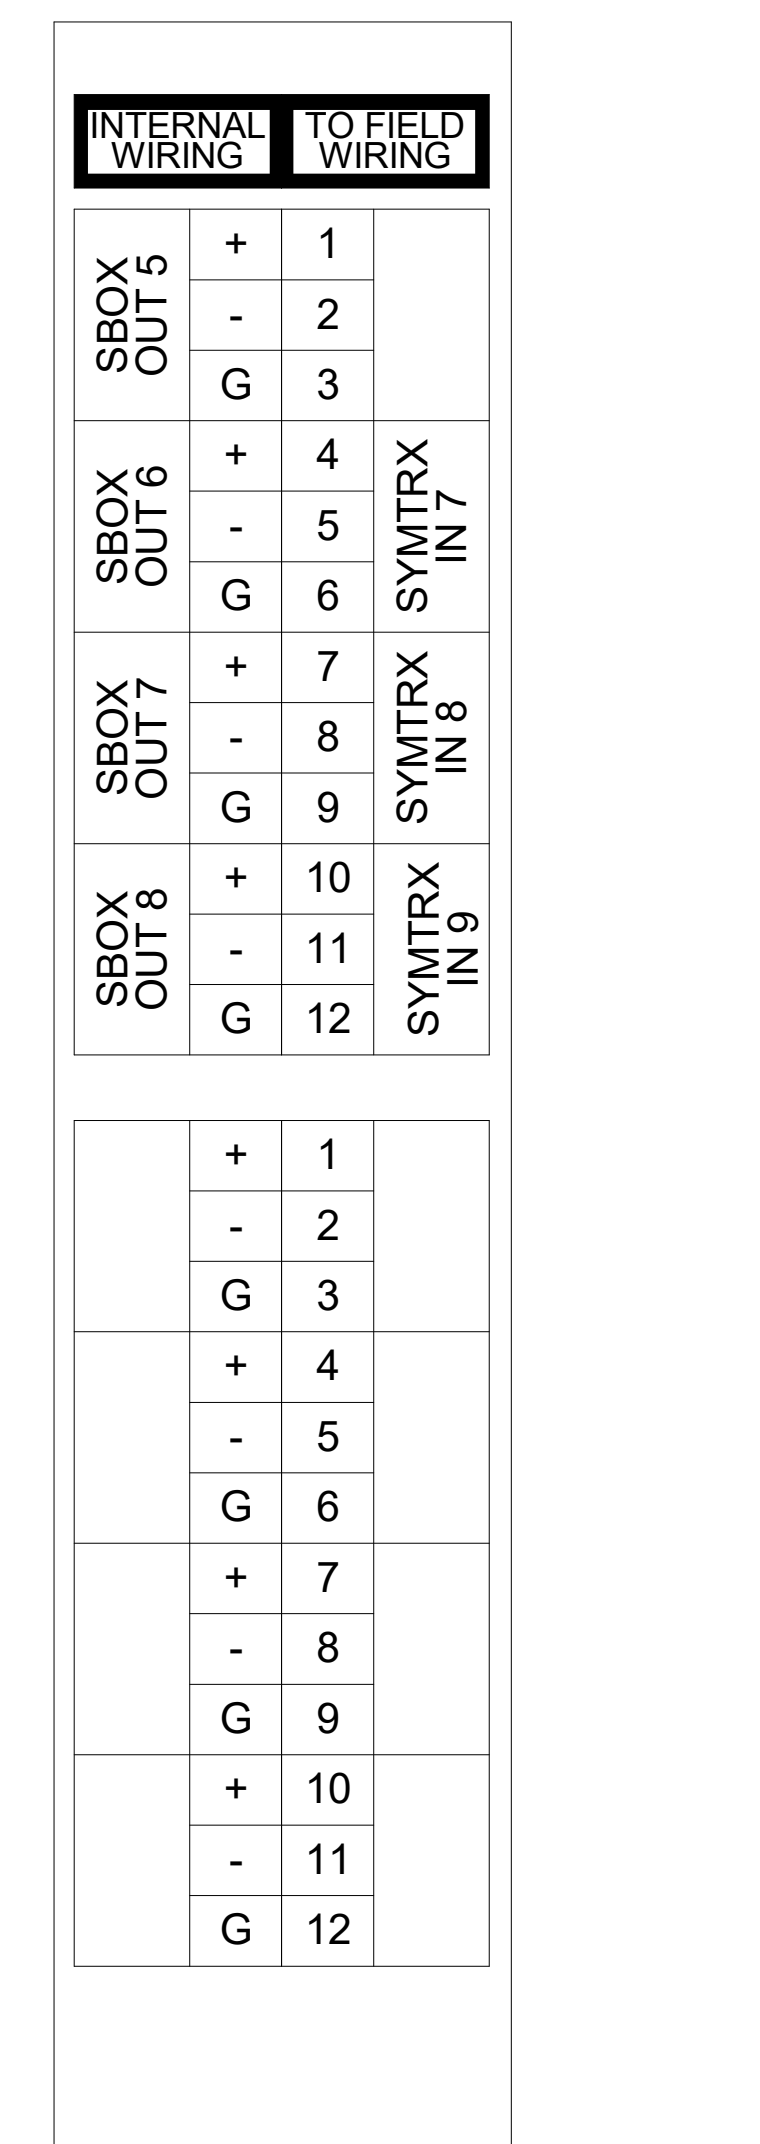 INTERNAL
WIRING
TO FIELD
WIRING
SBOX
OUT 5
+ 1
- 2
G 3
SBOX
OUT 6
+ 4
- 5
G 6
SYMTRX
IN 7
SBOX
OUT 7
+ 7
- 8
G 9
SYMTRX
IN 8
SBOX
OUT 8
+ 10
- 11
G 12
SYMTRX
IN 9
+ 1
- 2
G 3
+ 4
- 5
G 6
+ 7
- 8
G 9
+ 10
- 11
G 12